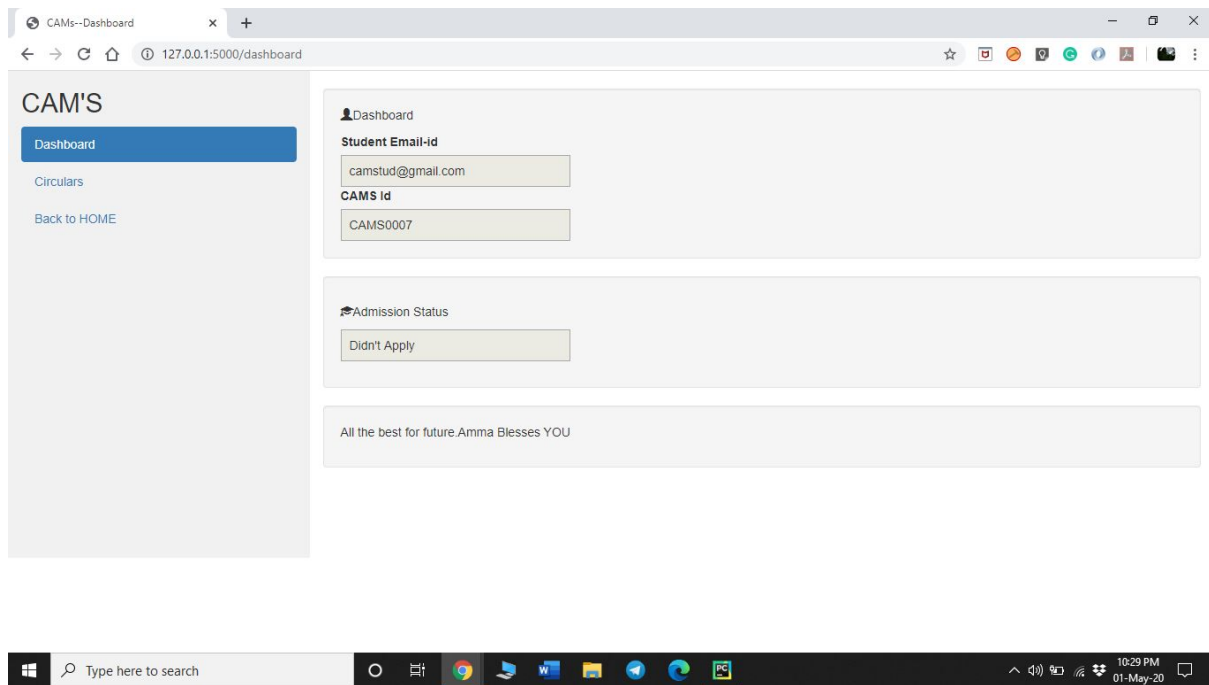 CAMs--Dashboard
127.0.0.1:5000/dashboard
CAM'S
Dashboard
Circulars
Back to HOME
Dashboard
Student Email-id
camstud@gmail.com
CAMS Id
CAMS0007
Admission Status
Didn't Apply
All the best for future.Amma Blesses YOU
Type here to search
10:29 PM
01-May-20